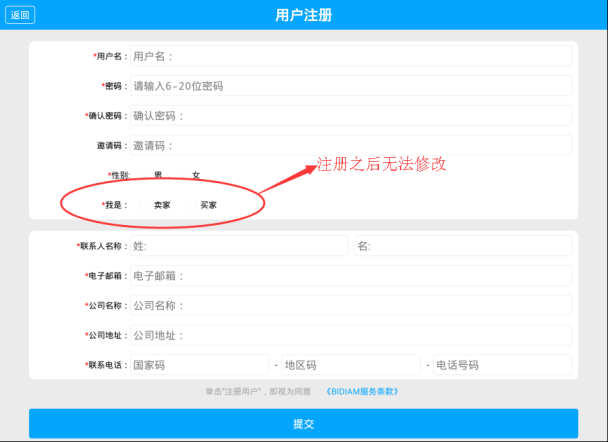 返回
用户注册
*用户名： 用户名：
*密码： 请输入6-20位密码
*确认密码： 确认密码：
邀请码： 邀请码：
*性别: 男 女
注册之后无法修改
*我是： 卖家 买家
*联系人名称： 姓: 名:
*电子邮箱： 电子邮箱：
*公司名称： 公司名称：
*公司地址： 公司地址：
*联系电话： 国家码 - 地区码 - 电话号码
单击"注册用户"，即视为同意 《BIDIAM服务条款》
提交